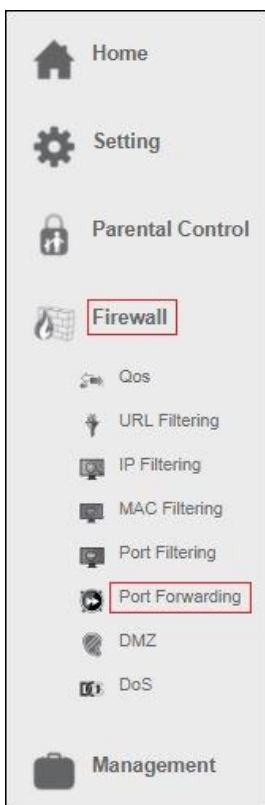 Home
Setting
Parental Control
Firewall
Qos
URL Filtering
IP Filtering
MAC Filtering
Port Filtering
Port Forwarding
DMZ
DoS
Management